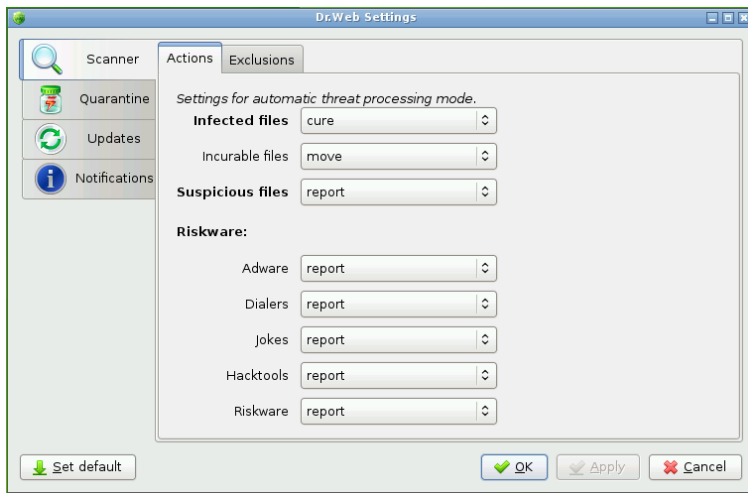 Dr.Web Settings
Scanner
Quarantine
Updates
Notifications
Actions
Exclusions
Settings for automatic threat processing mode.
Infected files cure
Incurable files move
Suspicious files report
Riskware:
Adware report
Dialers report
Jokes report
Hacktools report
Riskware report
Set default
OK
Apply
Cancel